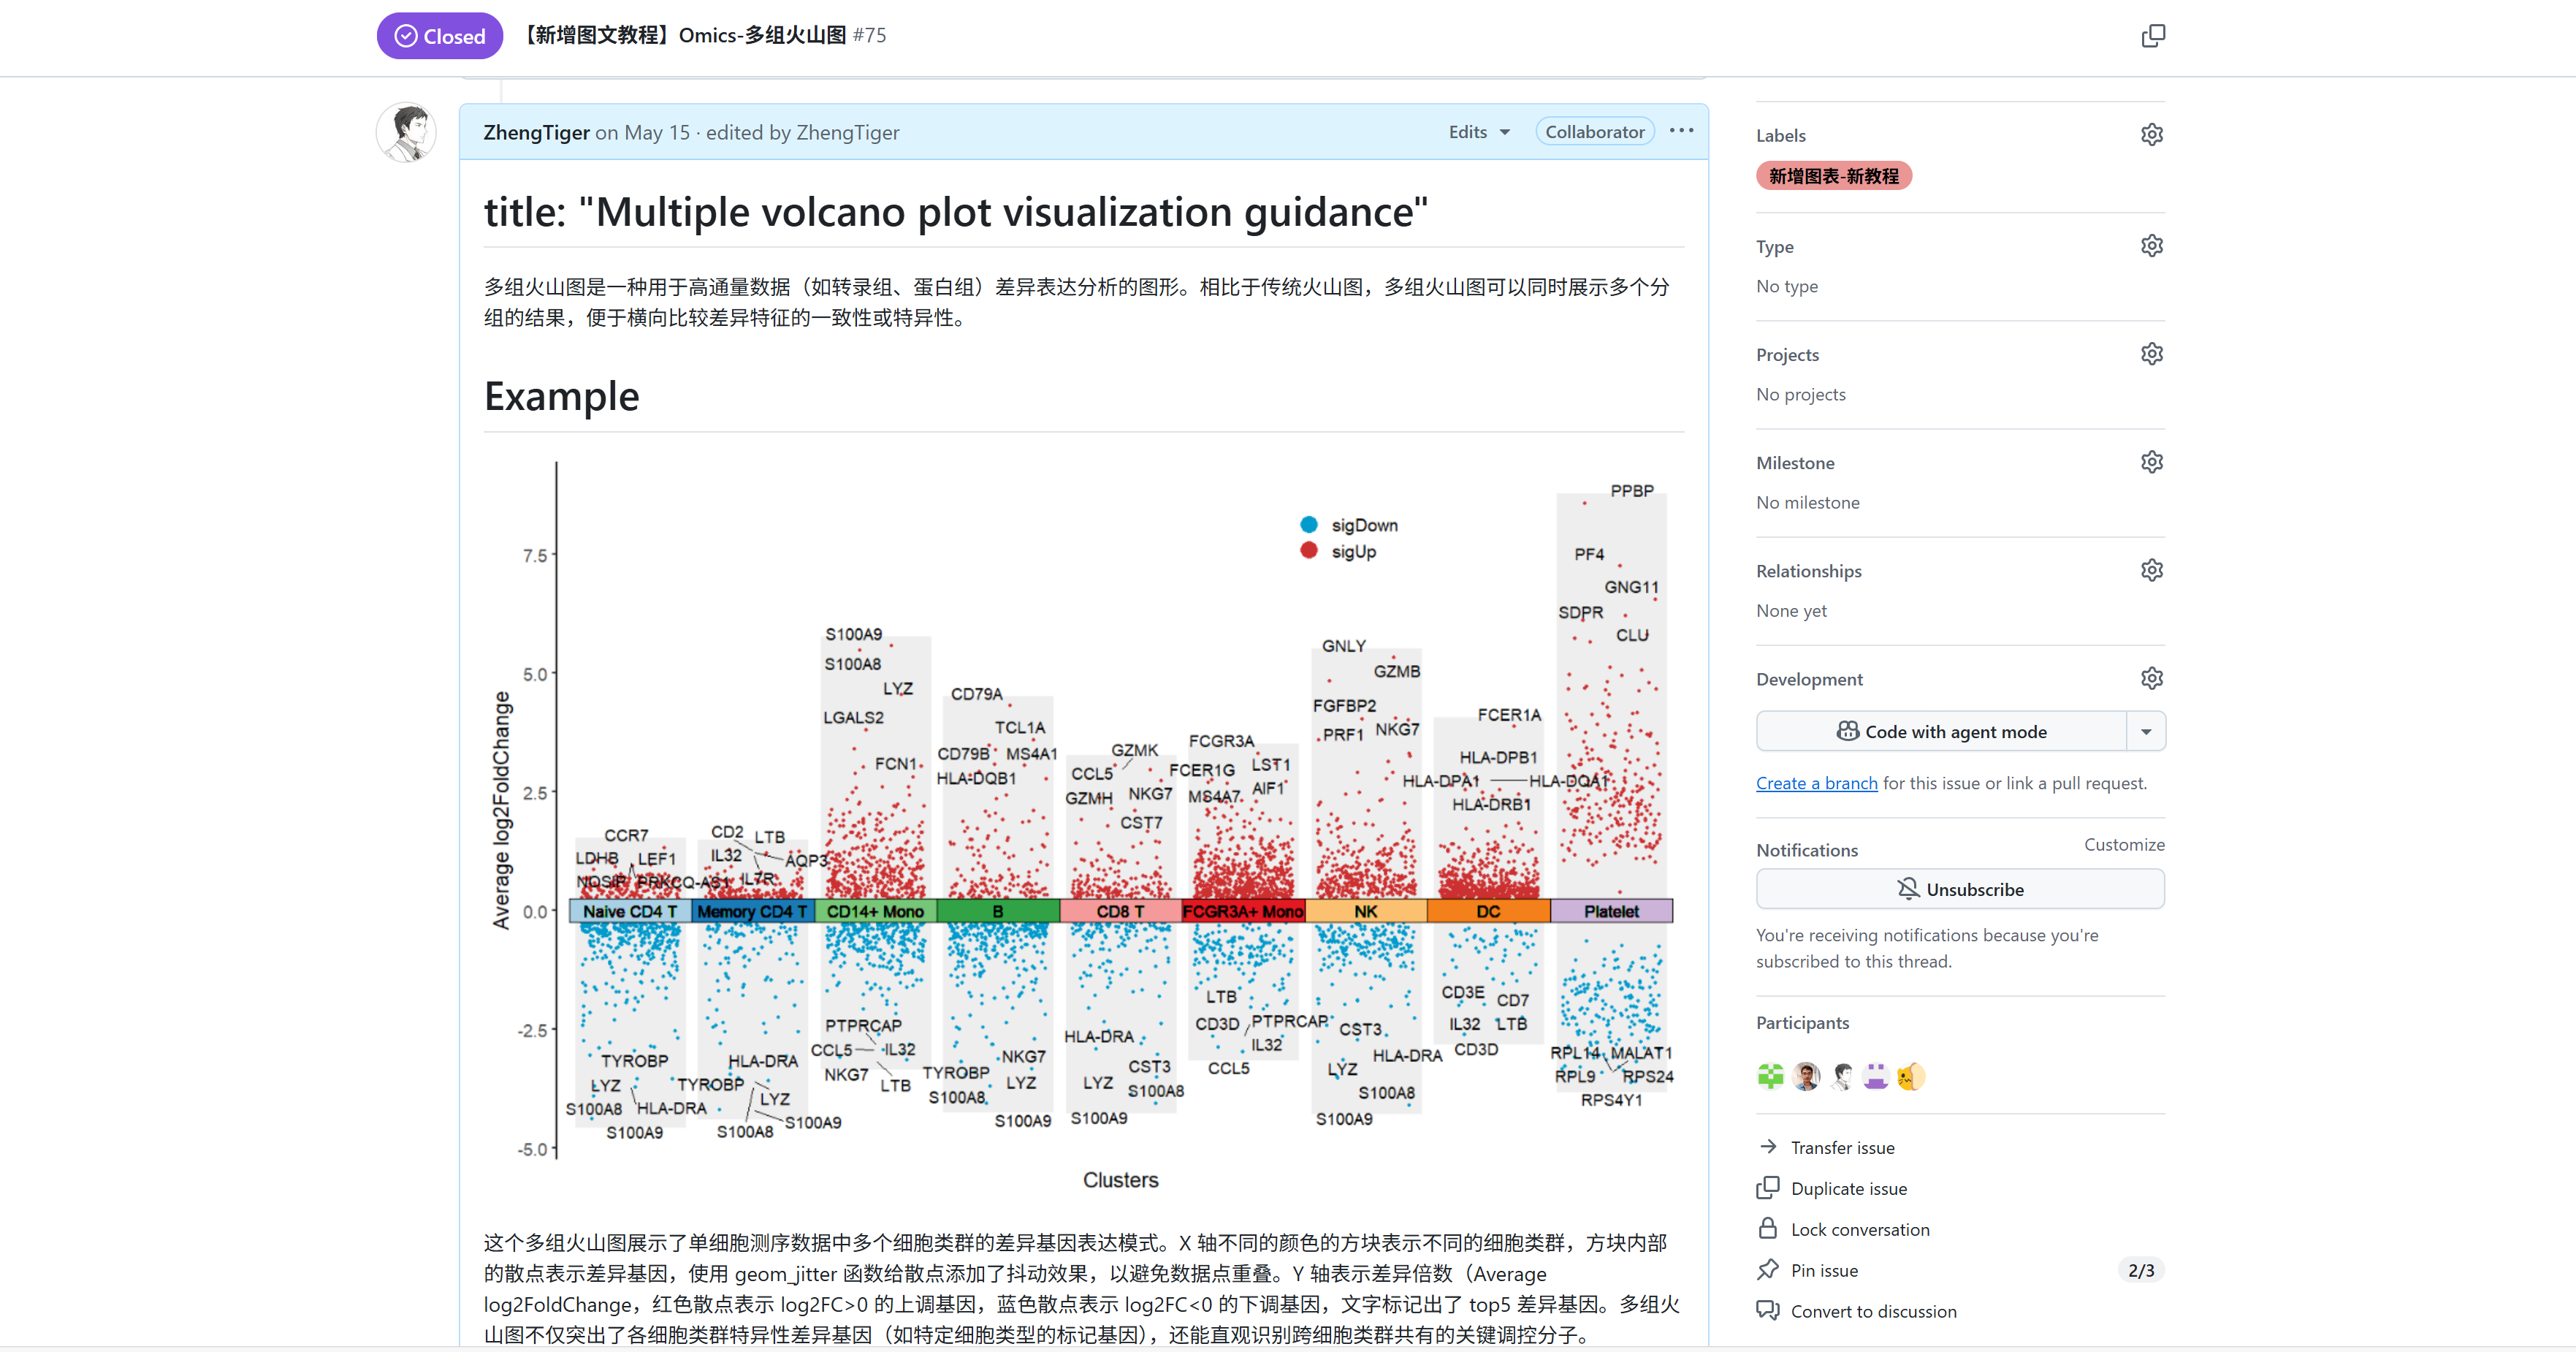 Closed
【新增图文教程】Omics-多组火山图 #75
ZhengTiger on May 15 · edited by ZhengTiger
Edits
Collaborator
title: "Multiple volcano plot visualization guidance"
多组火山图是一种用于高通量数据（如转录组、蛋白组）差异表达分析的图形。相比于传统火山图，多组火山图可以同时展示多个分
组的结果，便于横向比较差异特征的一致性或特异性。
Example
Average log2FoldChange
7.5
5.0
2.5
0.0
-2.5
-5.0
sigDown
sigUp
PPBP
PF4
GNG11
SDPR
CLU
S100A9
S100A8
LYZ
LGALS2
FCN1
CD79A
TCL1A
CD79B
MS4A1
HLA-DQB1
GZMK
CCL5
GZMH
NKG7
CST7
FCGR3A
FCER1G
LST1
MS4A7
AIF1
GNLY
GZMB
FGFBP2
PRF1
NKG7
FCER1A
HLA-DPB1
HLA-DPA1
HLA-DQA1
HLA-DRB1
CCR7
LDHB
LEF1
NOSIP
PRKCQ-AS1
CD2
LTB
IL32
AQP3
IL7R
Naive CD4 T
Memory CD4 T
CD14+ Mono
B
CD8 T
FCGR3A+ Mono
NK
DC
Platelet
TYROBP
LYZ
S100A8
HLA-DRA
S100A9
HLA-DRA
TYROBP
LYZ
S100A8
S100A9
PTPRCAP
CCL5
IL32
NKG7
LTB
NKG7
TYROBP
LYZ
S100A8
S100A9
HLA-DRA
CST3
LYZ
S100A8
S100A9
LTB
CD3D
PTPRCAP
IL32
CCL5
CST3
HLA-DRA
LYZ
S100A8
S100A9
CD3E
CD7
IL32
LTB
CD3D
RPL14
MALAT1
RPL9
RPS24
RPS4Y1
Clusters
这个多组火山图展示了单细胞测序数据中多个细胞类群的差异基因表达模式。X 轴不同的颜色的方块表示不同的细胞类群，方块内部
的散点表示差异基因，使用 geom_jitter 函数给散点添加了抖动效果，以避免数据点重叠。Y 轴表示差异倍数（Average
log2FoldChange，红色散点表示 log2FC>0 的上调基因，蓝色散点表示 log2FC<0 的下调基因，文字标记出了 top5 差异基因。多组火
山图不仅突出了各细胞类群特异性差异基因（如特定细胞类型的标记基因），还能直观识别跨细胞类群共有的关键调控分子。
Labels
新增图表-新教程
Type
No type
Projects
No projects
Milestone
No milestone
Relationships
None yet
Development
Code with agent mode
Create a branch for this issue or link a pull request.
Notifications
Customize
Unsubscribe
You're receiving notifications because you're
subscribed to this thread.
Participants
Transfer issue
Duplicate issue
Lock conversation
Pin issue
2/3
Convert to discussion